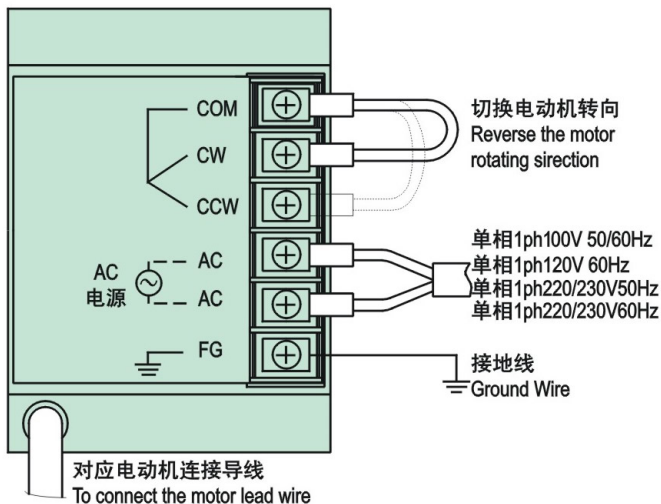 COM
CW
CCW
AC
AC
AC
电源
FG
切换电动机转向
Reverse the motor
rotating sirection
单相1ph100V 50/60Hz
单相1ph120V 60Hz
单相1ph220/230V50Hz
单相1ph220/230V60Hz
接地线
Ground Wire
对应电动机连接导线
To connect the motor lead wire